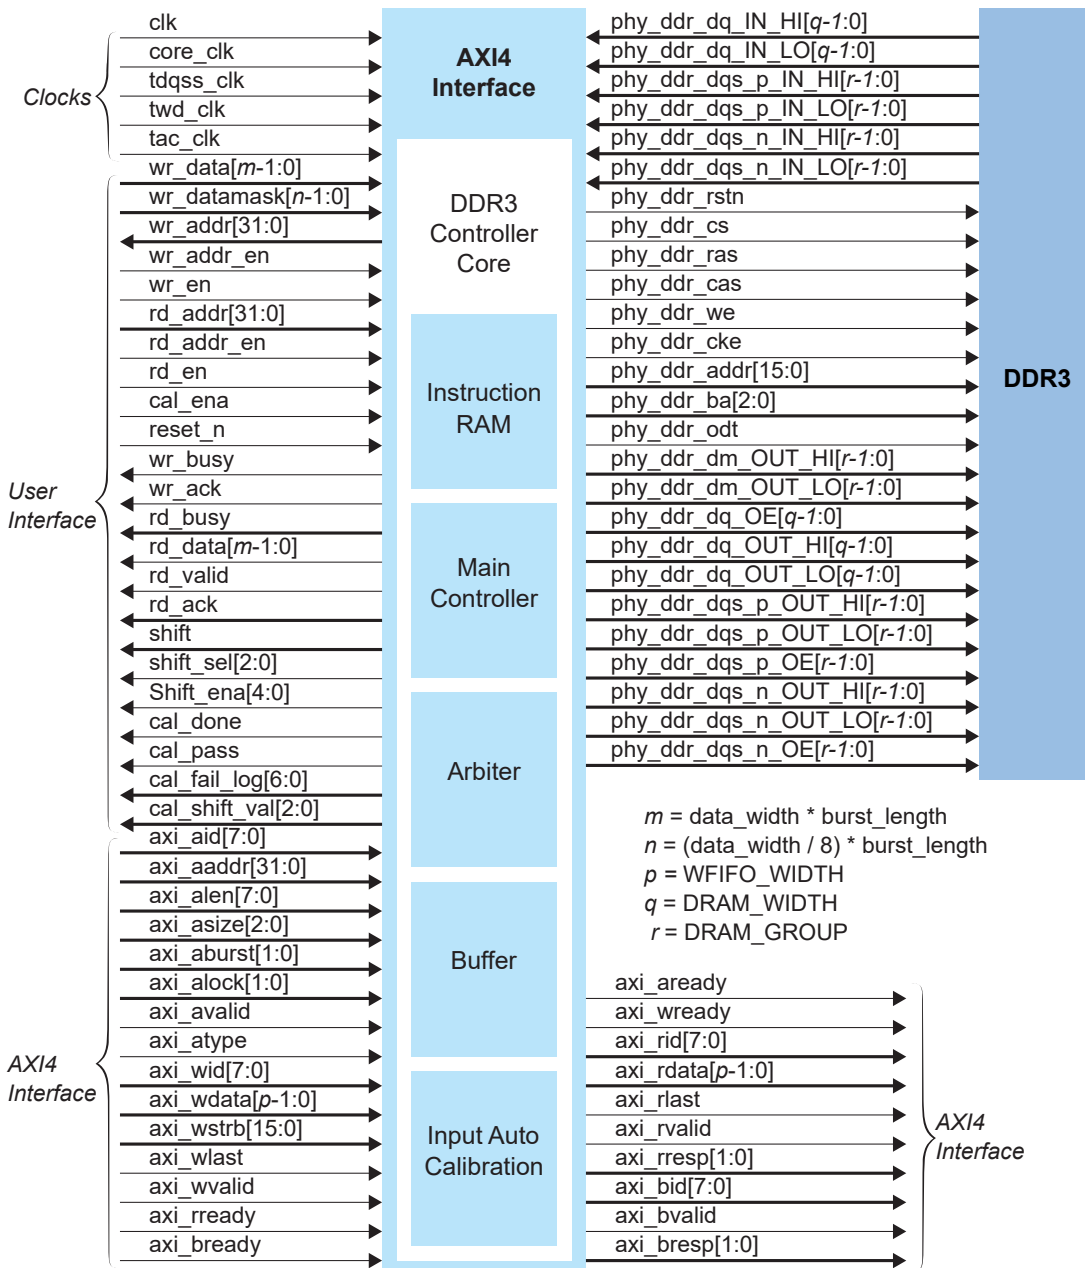 Clocks
clk
core_clk
tdqss_clk
twd_clk
tac_clk
User
Interface
wr_data[m-1:0]
wr_datamask[n-1:0]
wr_addr[31:0]
wr_addr_en
wr_en
rd_addr[31:0]
rd_addr_en
rd_en
cal_ena
reset_n
wr_busy
wr_ack
rd_busy
rd_data[m-1:0]
rd_valid
rd_ack
shift
shift_sel[2:0]
Shift_ena[4:0]
cal_done
cal_pass
cal_fail_log[6:0]
cal_shift_val[2:0]
AXI4
Interface
axi_aid[7:0]
axi_aaddr[31:0]
axi_alen[7:0]
axi_asize[2:0]
axi_aburst[1:0]
axi_alock[1:0]
axi_avalid
axi_atype
axi_wid[7:0]
axi_wdata[p-1:0]
axi_wstrb[15:0]
axi_wlast
axi_wvalid
axi_rready
axi_bready
AXI4
Interface
DDR3
Controller
Core
Instruction
RAM
Main
Controller
Arbiter
Buffer
Input Auto
Calibration
phy_ddr_dq_IN_HI[q-1:0]
phy_ddr_dq_IN_LO[q-1:0]
phy_ddr_dqs_p_IN_HI[r-1:0]
phy_ddr_dqs_p_IN_LO[r-1:0]
phy_ddr_dqs_n_IN_HI[r-1:0]
phy_ddr_dqs_n_IN_LO[r-1:0]
phy_ddr_rstn
phy_ddr_cs
phy_ddr_ras
phy_ddr_cas
phy_ddr_we
phy_ddr_cke
phy_ddr_addr[15:0]
phy_ddr_ba[2:0]
phy_ddr_odt
phy_ddr_dm_OUT_HI[r-1:0]
phy_ddr_dm_OUT_LO[r-1:0]
phy_ddr_dq_OE[q-1:0]
phy_ddr_dq_OUT_HI[q-1:0]
phy_ddr_dq_OUT_LO[q-1:0]
phy_ddr_dqs_p_OUT_HI[r-1:0]
phy_ddr_dqs_p_OUT_LO[r-1:0]
phy_ddr_dqs_p_OE[r-1:0]
phy_ddr_dqs_n_OUT_HI[r-1:0]
phy_ddr_dqs_n_OUT_LO[r-1:0]
phy_ddr_dqs_n_OE[r-1:0]
DDR3
m = data_width * burst_length
n = (data_width / 8) * burst_length
p = WFIFO_WIDTH
q = DRAM_WIDTH
r = DRAM_GROUP
axi_aready
axi_wready
axi_rid[7:0]
axi_rdata[p-1:0]
axi_rlast
axi_rvalid
axi_rresp[1:0]
axi_bid[7:0]
axi_bvalid
axi_bresp[1:0]
AXI4
Interface